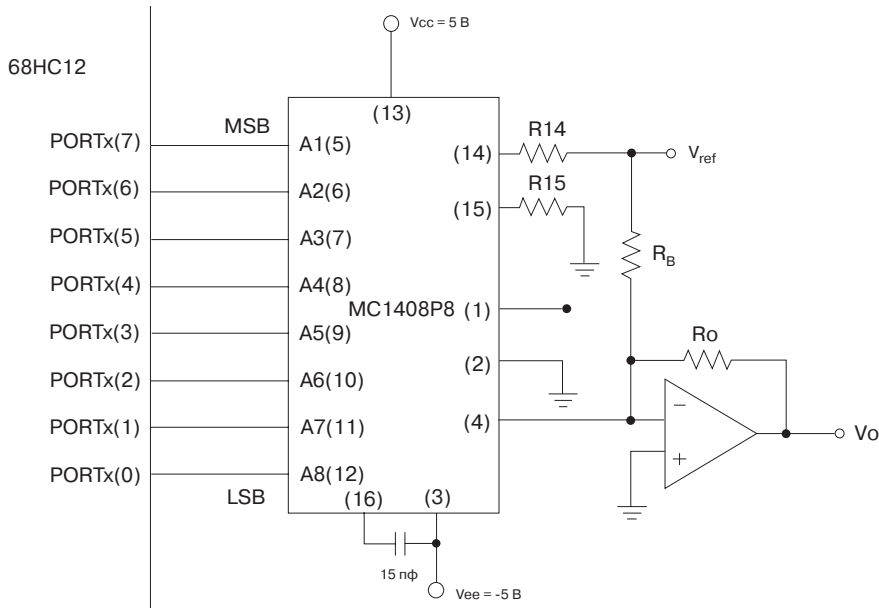 Vcc = 5 В
68HC12
(13)
MSB
R14
PORTx(7)
A1(5)
(14)
Vref
PORTx(6)
A2(6)
R15
(15)
PORTx(5)
A3(7)
RB
PORTx(4)
A4(8)
MC1408P8 (1)
PORTx(3)
A5(9)
Ro
(2)
PORTx(2)
A6(10)
−
PORTx(1)
A7(11)
(4)
Vo
+
PORTx(0)
A8(12)
LSB
(16)
(3)
15 пф
Vee = -5 В